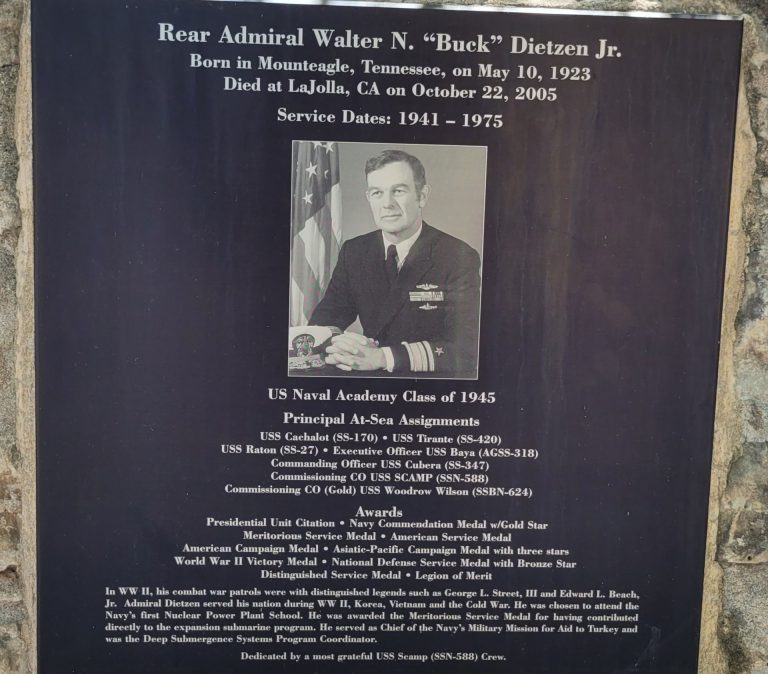 Rear Admiral Walter N. “Buck” Dietzen Jr.
Born in Mounteagle, Tennessee, on May 10, 1923
Died at LaJolla, CA on October 22, 2005
Service Dates: 1941 – 1975
US Naval Academy Class of 1945
Principal At-Sea Assignments
USS Cachalot (SS-170) • USS Tirante (SS-420)
USS Raton (SS-27) • Executive Officer USS Baya (AGSS-318)
Commanding Officer USS Cubera (SS-347)
Commissioning CO USS SCAMP (SSN-588)
Commissioning CO (Gold) USS Woodrow Wilson (SSBN-624)
Awards
Presidential Unit Citation • Navy Commendation Medal w/Gold Star
Meritorious Service Medal • American Service Medal
American Campaign Medal • Asiatic-Pacific Campaign Medal with three stars
World War II Victory Medal • National Defense Service Medal with Bronze Star
Distinguished Service Medal • Legion of Merit
In WW II, his combat war patrols were with distinguished legends such as George L. Street, III and Edward L. Beach,
Jr. Admiral Dietzen served his nation during WW II, Korea, Vietnam and the Cold War. He was chosen to attend the
Navy’s first Nuclear Power Plant School. He was awarded the Meritorious Service Medal for having contributed
directly to the expansion submarine program. He served as Chief of the Navy’s Military Mission for Aid to Turkey and
was the Deep Submergence Systems Program Coordinator.
Dedicated by a most grateful USS Scamp (SSN-588) Crew.